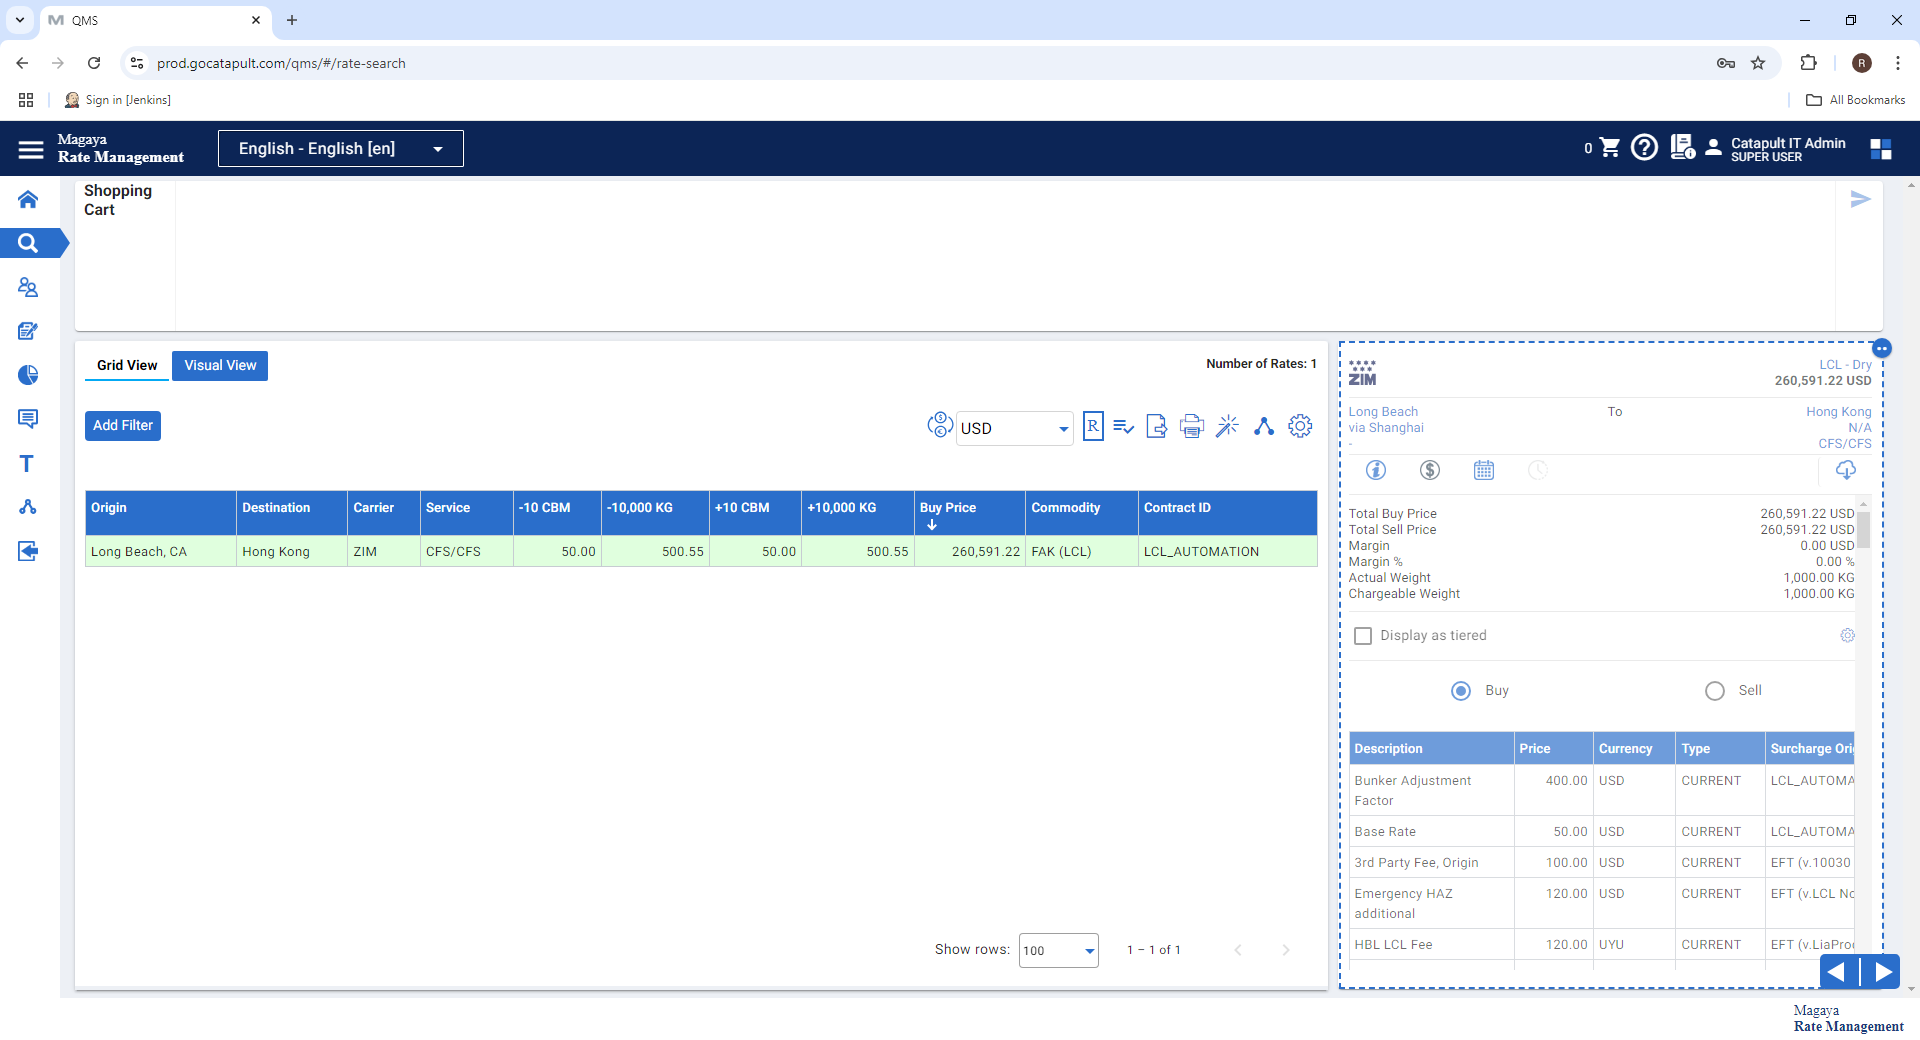 QMS
prod.gocatapult.com/qms/#/rate-search
R
Sign in [Jenkins]
All Bookmarks
Magaya
Rate Management
English - English [en]
0
Catapult IT Admin
SUPER USER
Shopping
Cart
Grid View
Visual View
Number of Rates: 1
Add Filter
USD
R
Origin
Destination
Carrier
Service
-10 CBM
-10,000 KG
+10 CBM
+10,000 KG
Buy Price
Commodity
Contract ID
Long Beach, CA
Hong Kong
ZIM
CFS/CFS
50.00
500.55
50.00
500.55
260,591.22
FAK (LCL)
LCL_AUTOMATION
Show rows:
100
1 – 1 of 1
ZIM
LCL - Dry
260,591.22 USD
Long Beach
To
Hong Kong
via Shanghai
N/A
-
CFS/CFS
Total Buy Price
260,591.22 USD
Total Sell Price
260,591.22 USD
Margin
0.00 USD
Margin %
0.00 %
Actual Weight
1,000.00 KG
Chargeable Weight
1,000.00 KG
Display as tiered
Buy
Sell
Description
Price
Currency
Type
Surcharge Ori
Bunker Adjustment
Factor
400.00
USD
CURRENT
LCL_AUTOMA
Base Rate
50.00
USD
CURRENT
LCL_AUTOMA
3rd Party Fee, Origin
100.00
USD
CURRENT
EFT (v.10030
Emergency HAZ
additional
120.00
USD
CURRENT
EFT (v.LCL No
HBL LCL Fee
120.00
UYU
CURRENT
EFT (v.LiaPro
Magaya
Rate Management